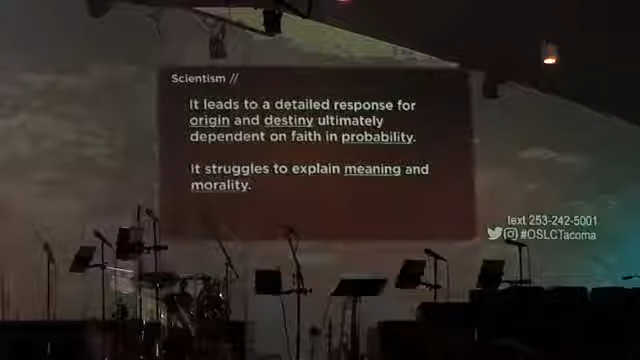 Scientism //
It leads to a detailed response for
origin and destiny ultimately
dependent on faith in probability.
It struggles to explain meaning and
morality.
text 253-242-5001
#OSLCTacoma